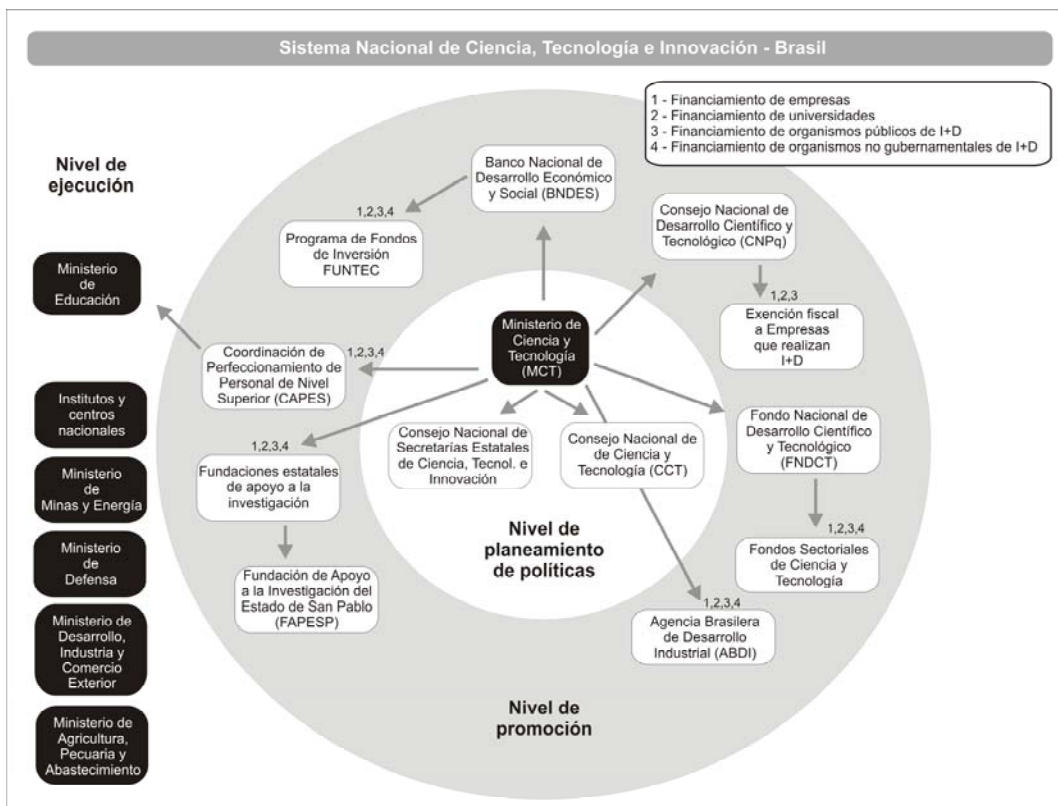 Sistema Nacional de Ciencia, Tecnología e Innovación - Brasil
1 - Financiamiento de empresas
2 - Financiamiento de universidades
3 - Financiamiento de organismos públicos de I+D
4 - Financiamiento de organismos no gubernamentales de I+D
Nivel de
ejecución
Banco Nacional de
Desarrollo Económico
y Social (BNDES)
1,2,3,4
Programa de Fondos
de Inversión
FUNTEC
Consejo Nacional de
Desarrollo Científico y
Tecnológico (CNPq)
1,2,3
Exención fiscal
a Empresas
que realizan
I+D
Ministerio
de
Educación
Ministerio de
Ciencia y
Tecnología
(MCT)
Coordinación de
Perfeccionamiento de
Personal de Nivel
Superior (CAPES)
1,2,3,4
Institutos y
centros
nacionales
1,2,3,4
Fundaciones estatales
de apoyo a la
investigación
Consejo Nacional de
Secretarías Estatales
de Ciencia, Tecnol. e
Innovación
Consejo Nacional
de Ciencia y
Tecnología (CCT)
Fondo Nacional de
Desarrollo Científico
y Tecnológico
(FNDCT)
Ministerio
de
Minas y Energía
Nivel de
planeamiento
de políticas
1,2,3,4
Fondos Sectoriales
de Ciencia y
Tecnología
Ministerio
de
Defensa
Fundación de Apoyo
a la Investigación del
Estado de San Pablo
(FAPESP)
1,2,3,4
Agencia Brasilera
de Desarrollo
Industrial (ABDI)
Ministerio de
Desarrollo,
Industria y
Comercio
Exterior
Nivel de
promoción
Ministerio de
Agricultura,
Pecuaria y
Abastecimiento